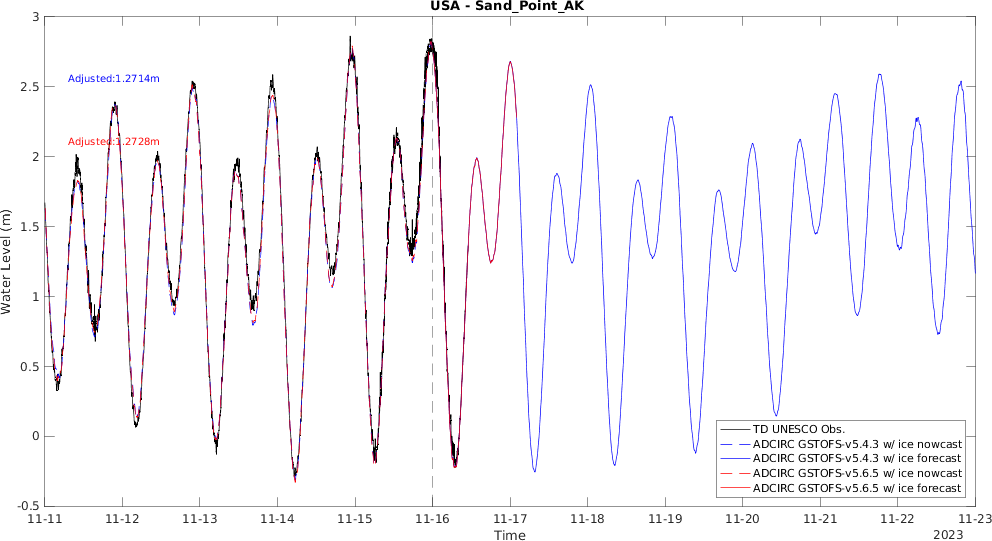 USA - Sand_Point_AK
3
2.5
2
1.5
1
0.5
0
-0.5
Water Level (m)
Adjusted:1.2714m
Adjusted:1.2728m
TD UNESCO Obs.
ADCIRC GSTOFS-v5.4.3 w/ ice nowcast
ADCIRC GSTOFS-v5.4.3 w/ ice forecast
ADCIRC GSTOFS-v5.6.5 w/ ice nowcast
ADCIRC GSTOFS-v5.6.5 w/ ice forecast
11-11 11-12 11-13 11-14 11-15 11-16 11-17 11-18 11-19 11-20 11-21 11-22 11-23
Time
2023